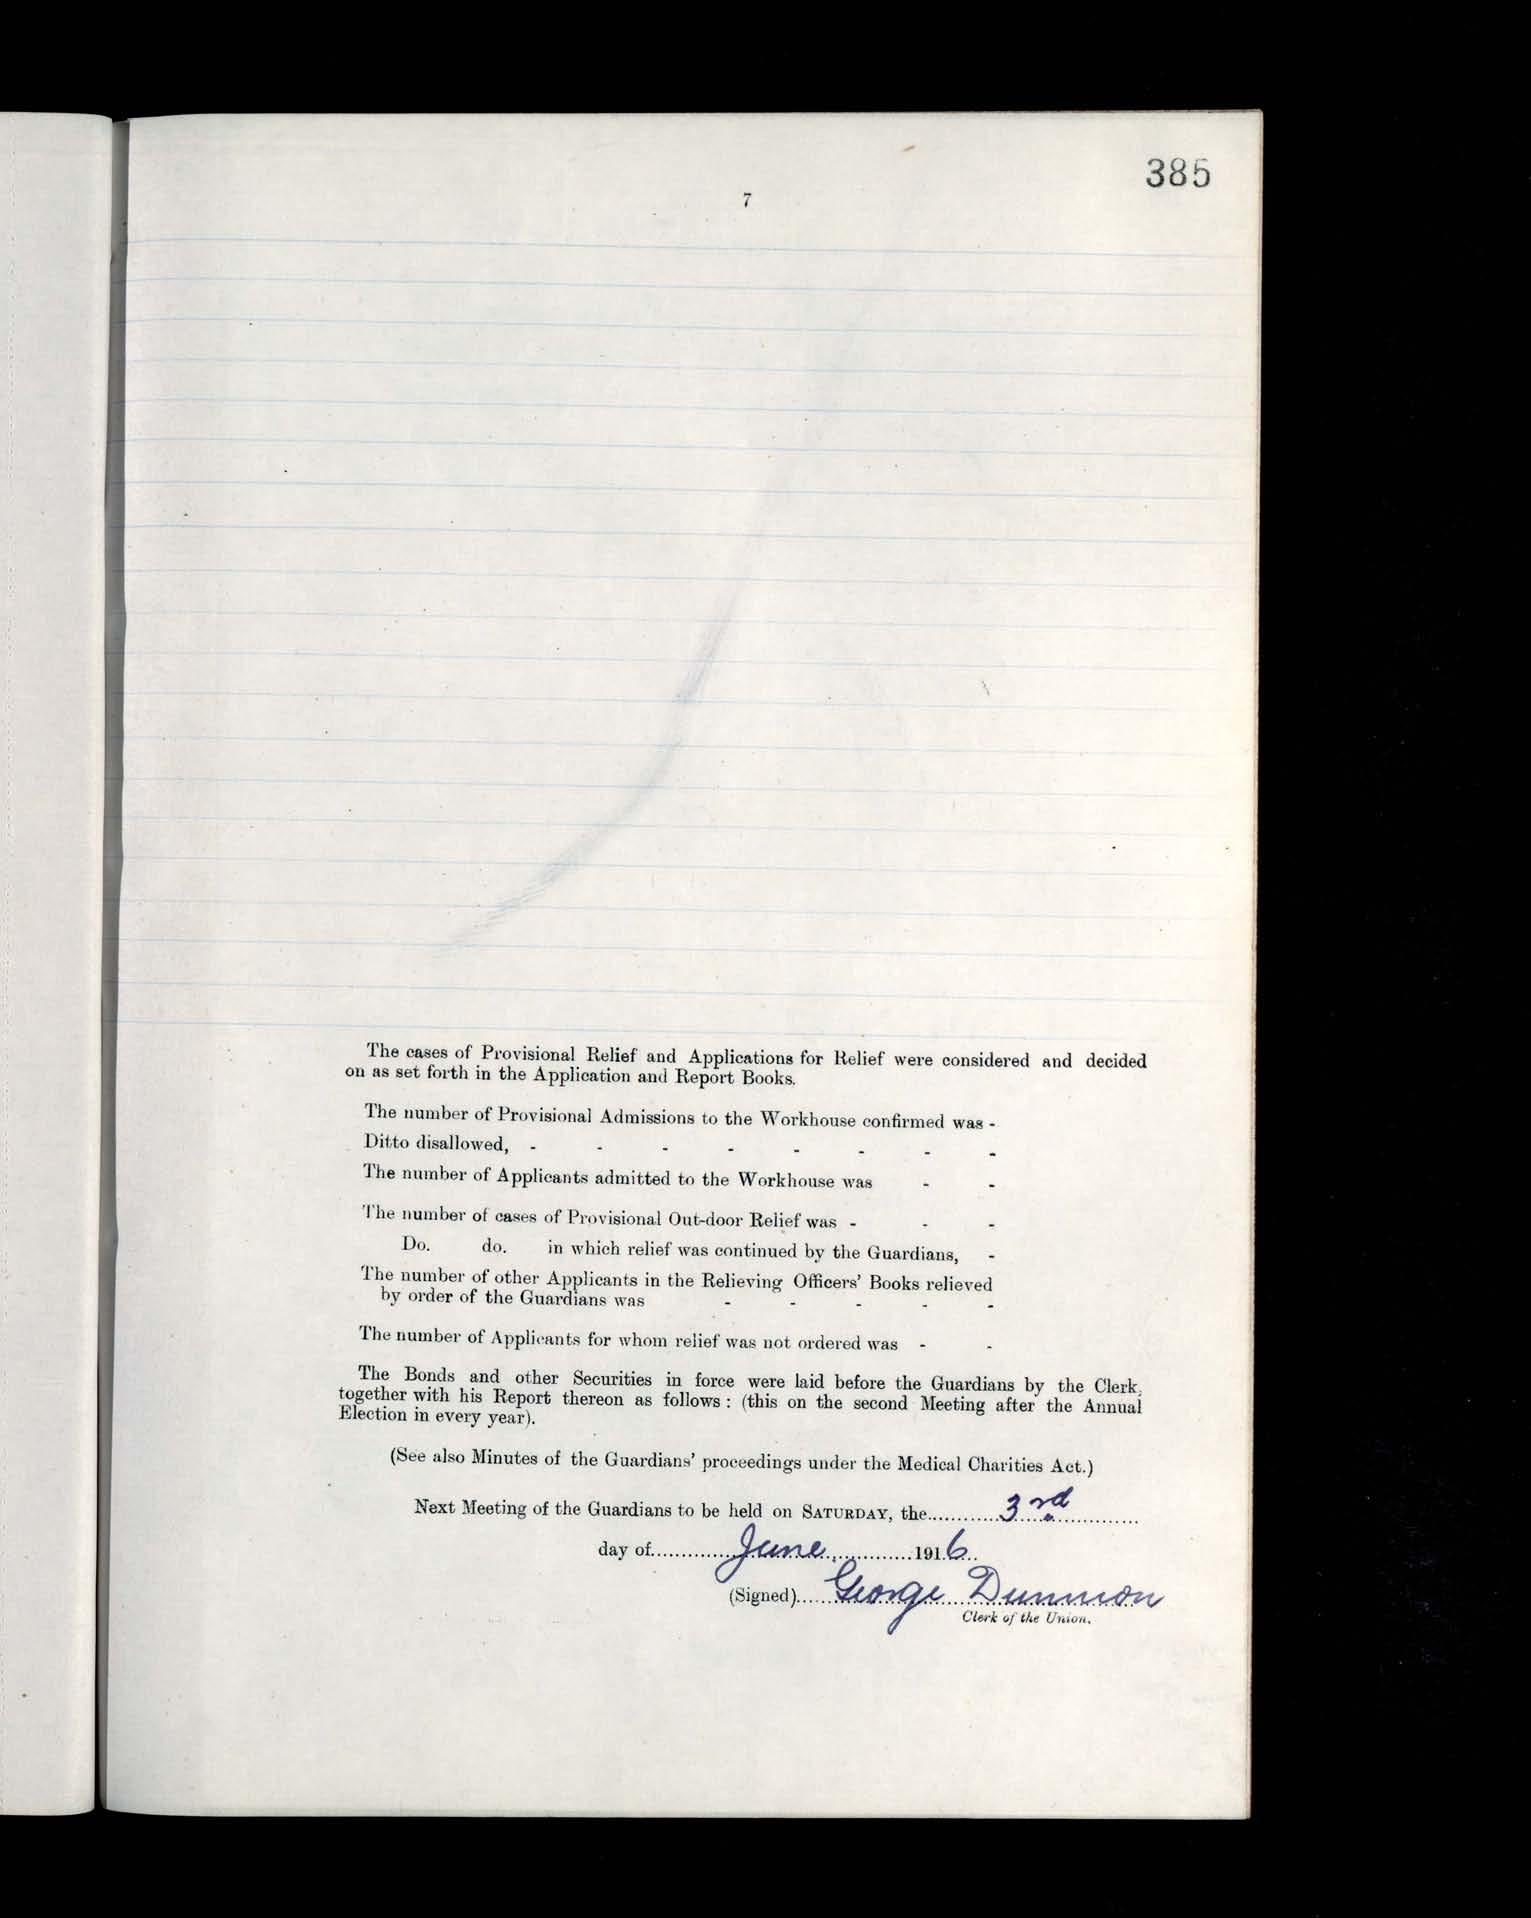 385
7
The cases of Provisional Relief and Applications for Relief were considered and decided
on as set forth in the Application and Report Books.
The number of Provisional Admissions to the Workhouse confirmed was -
Ditto disallowed, - - - - - - - -
The number of Applicants admitted to the Workhouse was - -
The number of cases of Provisional Out-door Relief was - - -
Do. do. in which relief was continued by the Guardians, -
The number of other Applicants in the Relieving Officers' Books relieved
by order of the Guardians was - - - - -
The number of Applicants for whom relief was not ordered was - -
The Bonds and other Securities in force were laid before the Guardians by the Clerk,
together with his Report thereon as follows : (this on the second Meeting after the Annual
Election in every year).
(See also Minutes of the Guardians' proceedings under the Medical Charities Act.)
Next Meeting of the Guardians to be held on SATURDAY, the............3rd..............
day of.............June..............1916..
(Signed)......George Dunnion
Clerk of the Union.